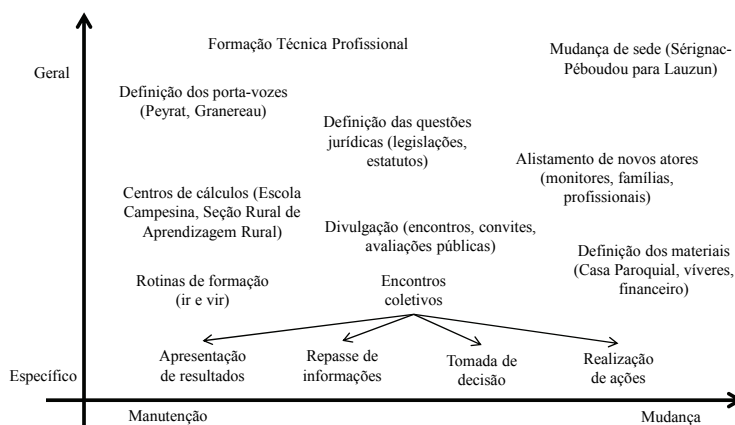 Formação Técnica Profissional
Mudança de sede (Sérignac-
Péboudou para Lauzun)
Geral
Definição dos porta-vozes
(Peyrat, Granereau)
Definição das questões
jurídicas (legislações,
estatutos)
Alistamento de novos atores
(monitores, famílias,
profissionais)
Centros de cálculos (Escola
Campesina, Seção Rural de
Aprendizagem Rural)
Divulgação (encontros, convites,
avaliações públicas)
Definição dos materiais
(Casa Paroquial, víveres,
financeiro)
Rotinas de formação
(ir e vir)
Encontros
coletivos
Específico
Apresentação
de resultados
Repasse de
informações
Tomada de
decisão
Realização
de ações
Manutenção
Mudança